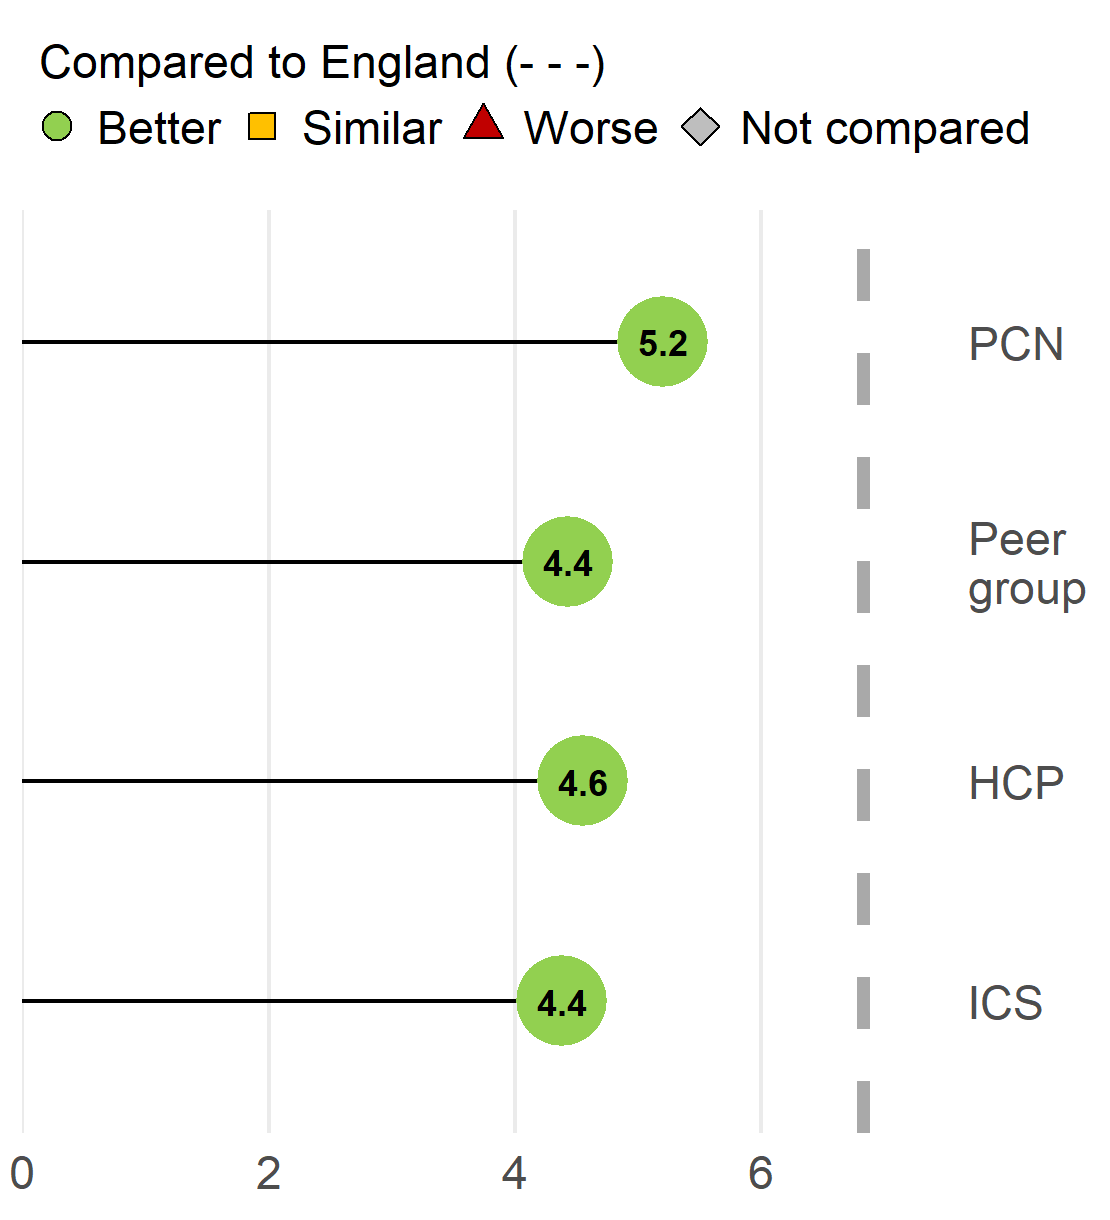 Compared to England (- - -)
Better Similar Worse Not compared
5.2 PCN
4.4 Peer
group
4.6 HCP
4.4 ICS
0 2 4 6